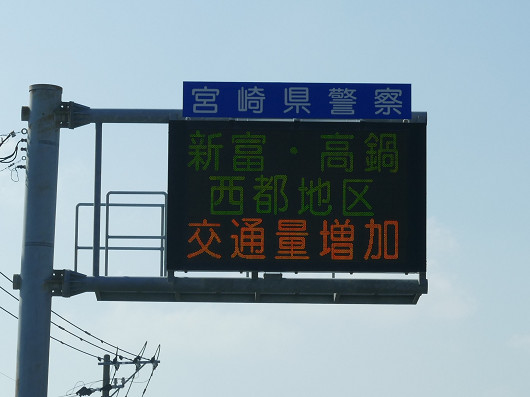 宮崎県警察
新富・高鍋
西都地区
交通量増加